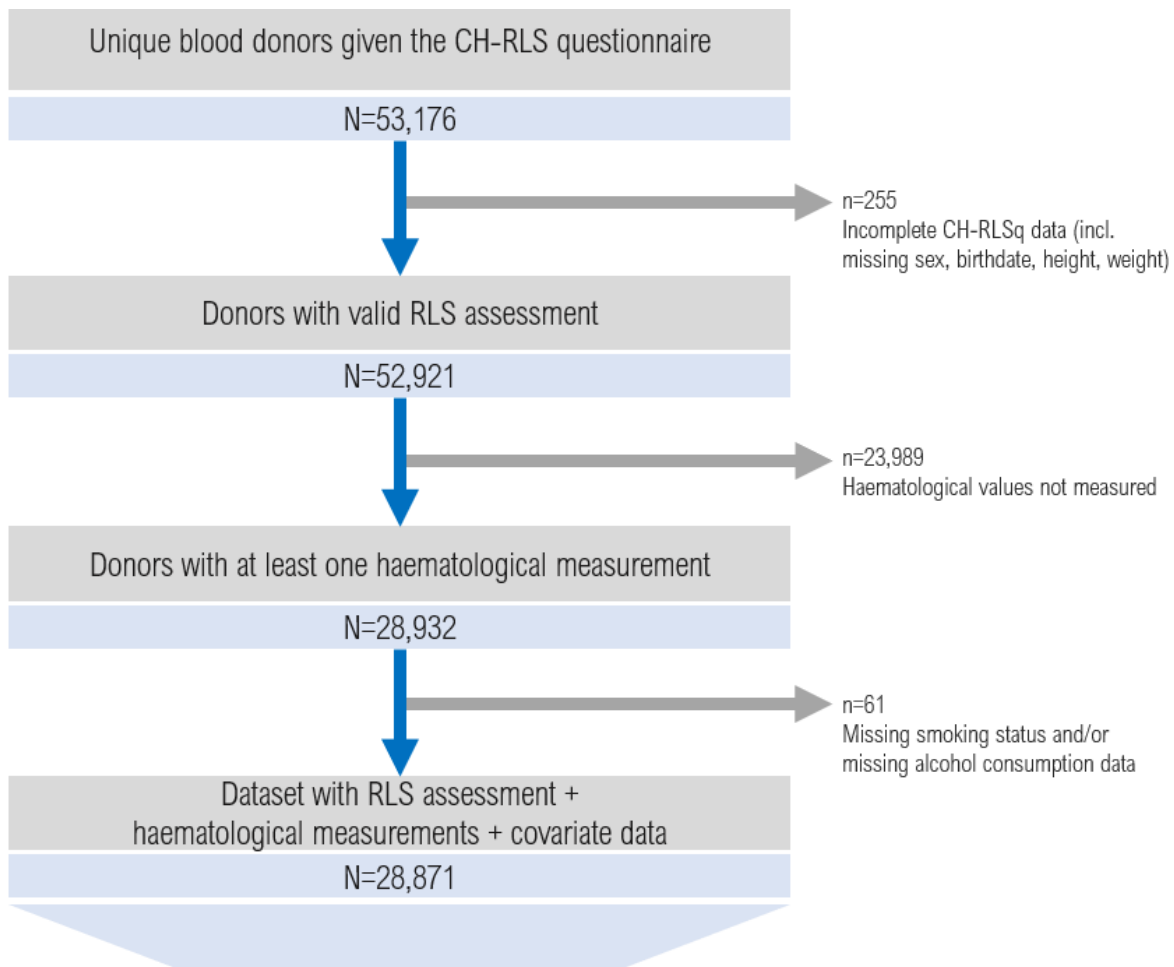 Unique blood donors given the CH-RLS questionnaire
N=53,176
n=255
Incomplete CH-RLSq data (incl.
missing sex, birthdate, height, weight)
Donors with valid RLS assessment
N=52,921
n=23,989
Haematological values not measured
Donors with at least one haematological measurement
N=28,932
n=61
Missing smoking status and/or
missing alcohol consumption data
Dataset with RLS assessment +
haematological measurements + covariate data
N=28,871